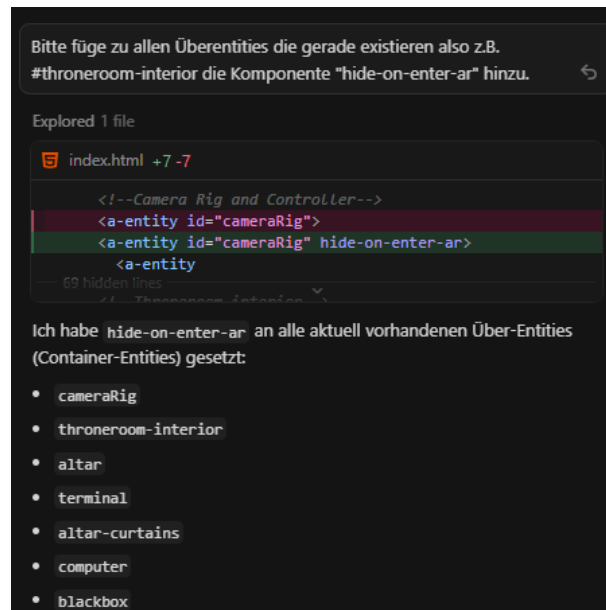 Bitte füge zu allen Überentities die gerade existieren also z.B.
#throneroom-interior die Komponente "hide-on-enter-ar" hinzu.
Explored 1 file
index.html +7 -7
<!--Camera Rig and Controller-->
<a-entity id="cameraRig">
<a-entity id="cameraRig" hide-on-enter-ar>
<a-entity
69 hidden lines
<!--Throneroom interior-->
Ich habe hide-on-enter-ar an alle aktuell vorhandenen Über-Entities
(Container-Entities) gesetzt:
• cameraRig
• throneroom-interior
• altar
• terminal
• altar-curtains
• computer
• blackbox